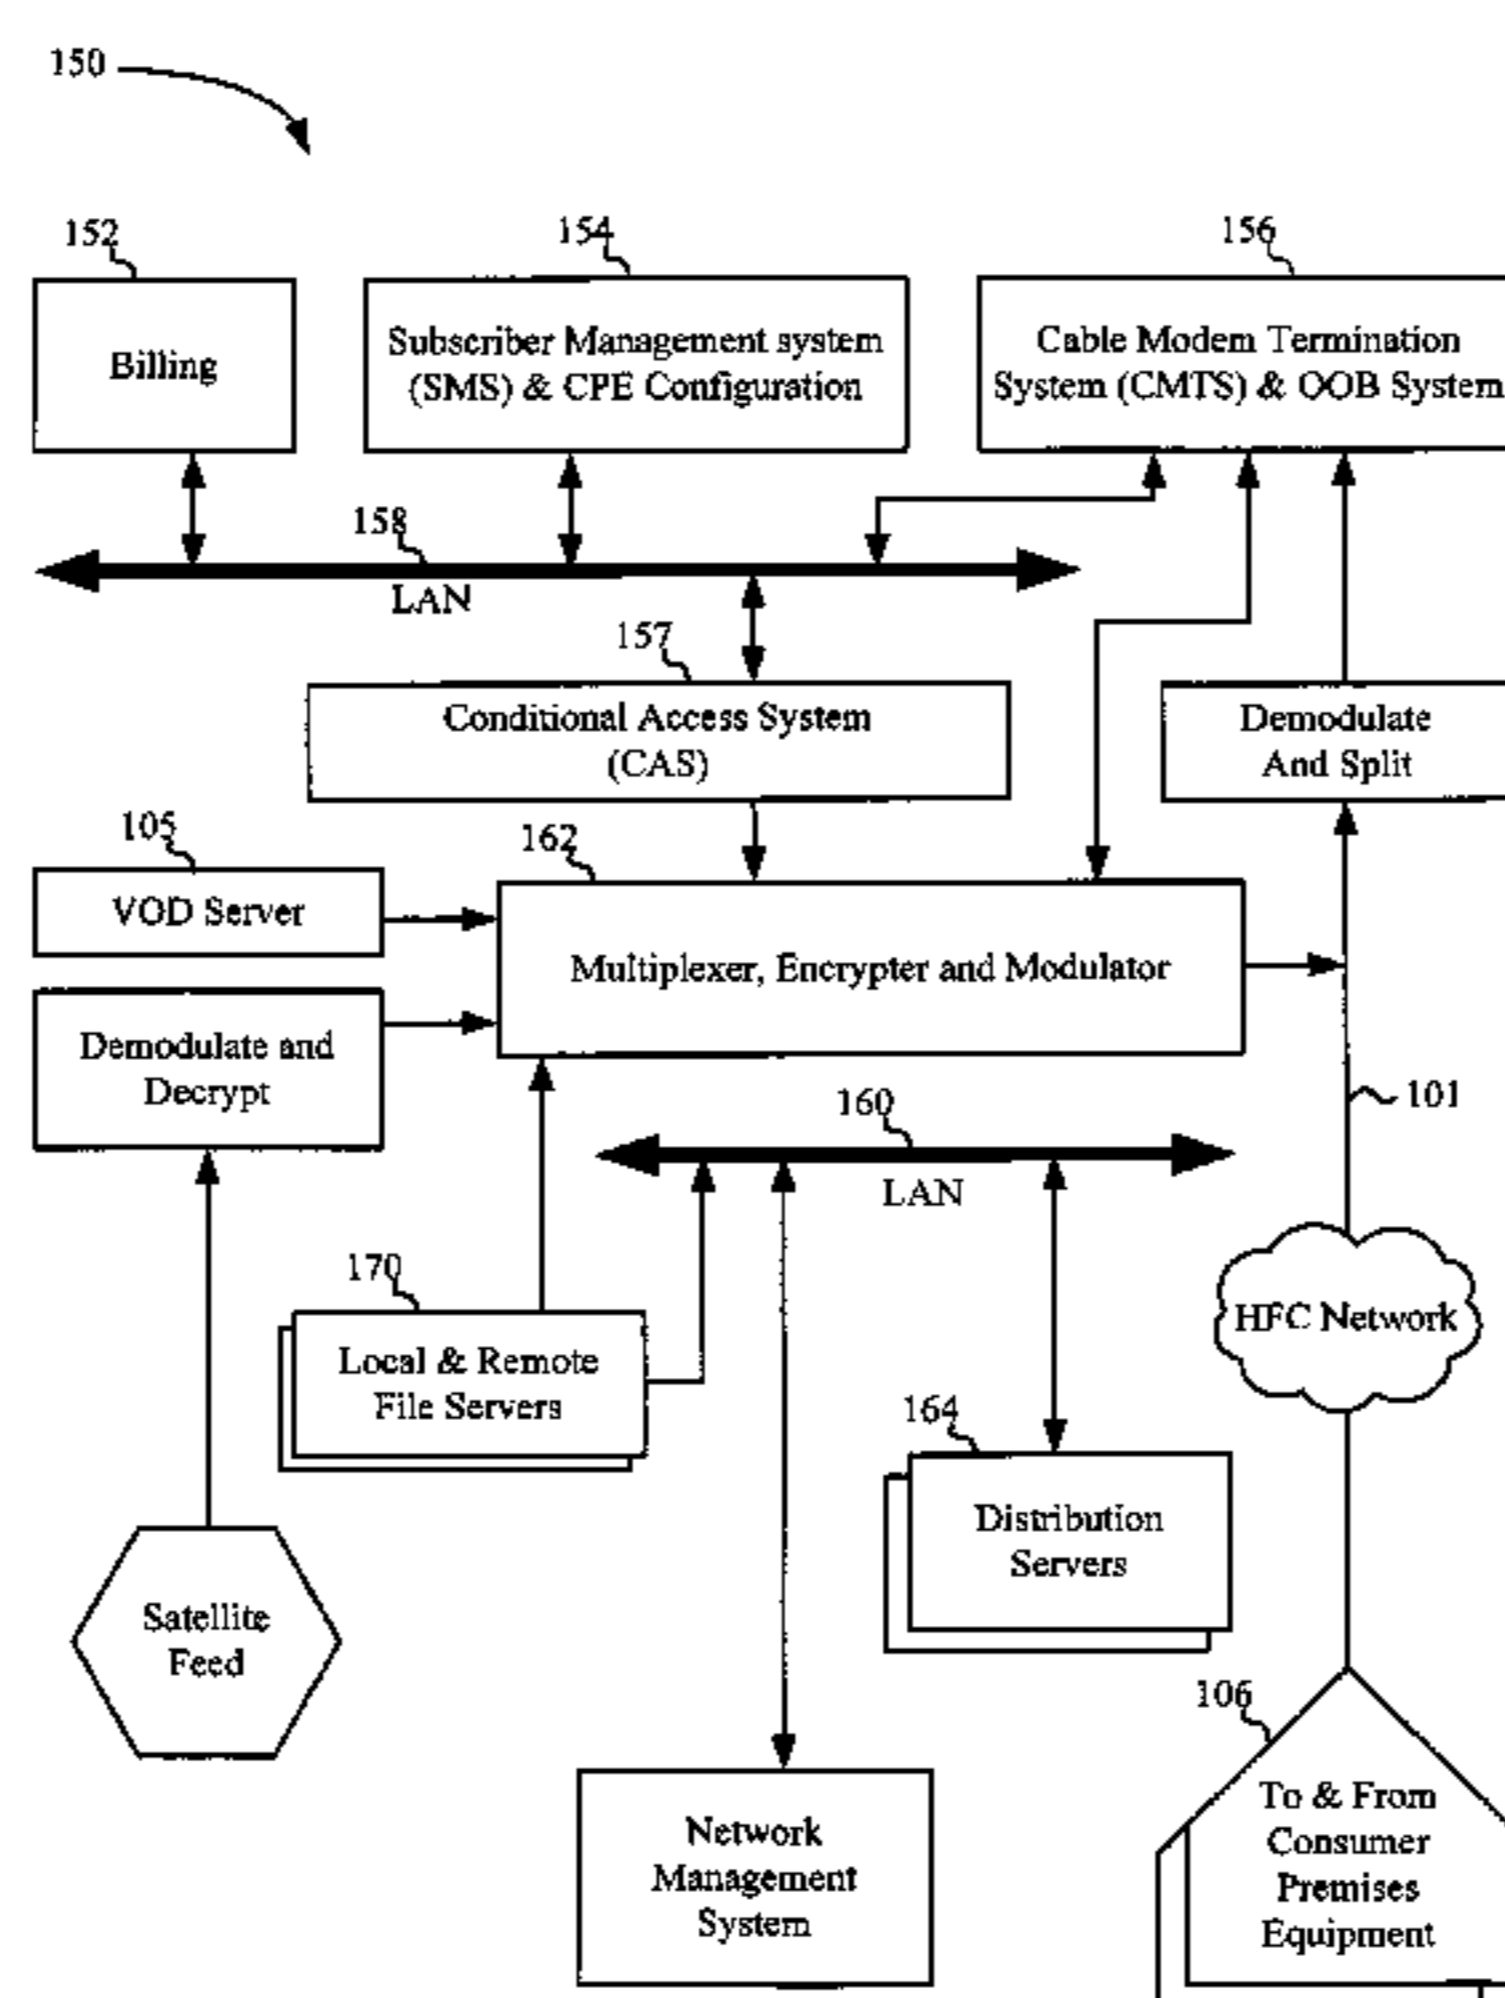 150
152
154
156
Billing
Subscriber Management system
(SMS) & CPE Configuration
Cable Modem Termination
System (CMTS) & OOB System
158
LAN
157
Conditional Access System
(CAS)
Demodulate
And Split
105
162
VOD Server
Multiplexer, Encrypter and Modulator
Demodulate and
Decrypt
101
160
LAN
170
Local & Remote
File Servers
HFC Network
164
Distribution
Servers
Satellite
Feed
106
To & From
Consumer
Premises
Equipment
Network
Management
System